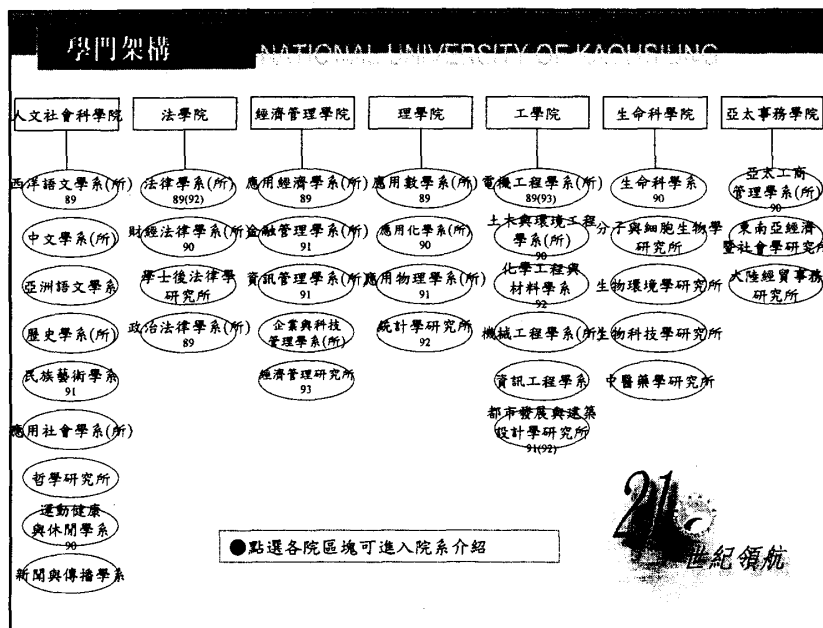 學門架構
NATIONAL UNIVERSITY OF KAOHSIUNG
人文社會科學院
西洋語文學系(所)
89
中文學系(所)
亞洲語文學系
歷史學系(所)
民族藝術學系
91
應用社會學系(所)
哲學研究所
運動健康
與休閒學系
90
新聞與傳播學系
法學院
法律學系(所)
89(92)
財經法律學系(所)
90
學士後法律學
研究所
政治法律學系(所)
89
經濟管理學院
應用經濟學系(所)
89
金融管理學系(所)
91
資訊管理學系(所)
91
企業與科技
管理學系(所)
經濟管理研究所
93
理學院
應用數學系(所)
89
應用化學系(所)
90
應用物理學系(所)
91
統計學研究所
92
工學院
電機工程學系(所)
89(93)
土木與環境工程
學系(所)
90
化學工程與
材料學系
92
機械工程學系(所)
資訊工程學系
都市發展與建築
設計學研究所
91(92)
生命科學院
生命科學系
90
分子與細胞生物學
研究所
生物環境學研究所
生物科技學研究所
中醫藥學研究所
亞太事務學院
亞太工商
管理學系(所)
90
東南亞經濟
暨社會學研究所
大陸經貿事務
研究所
●點選各院區塊可進入院系介紹
21
世紀領航